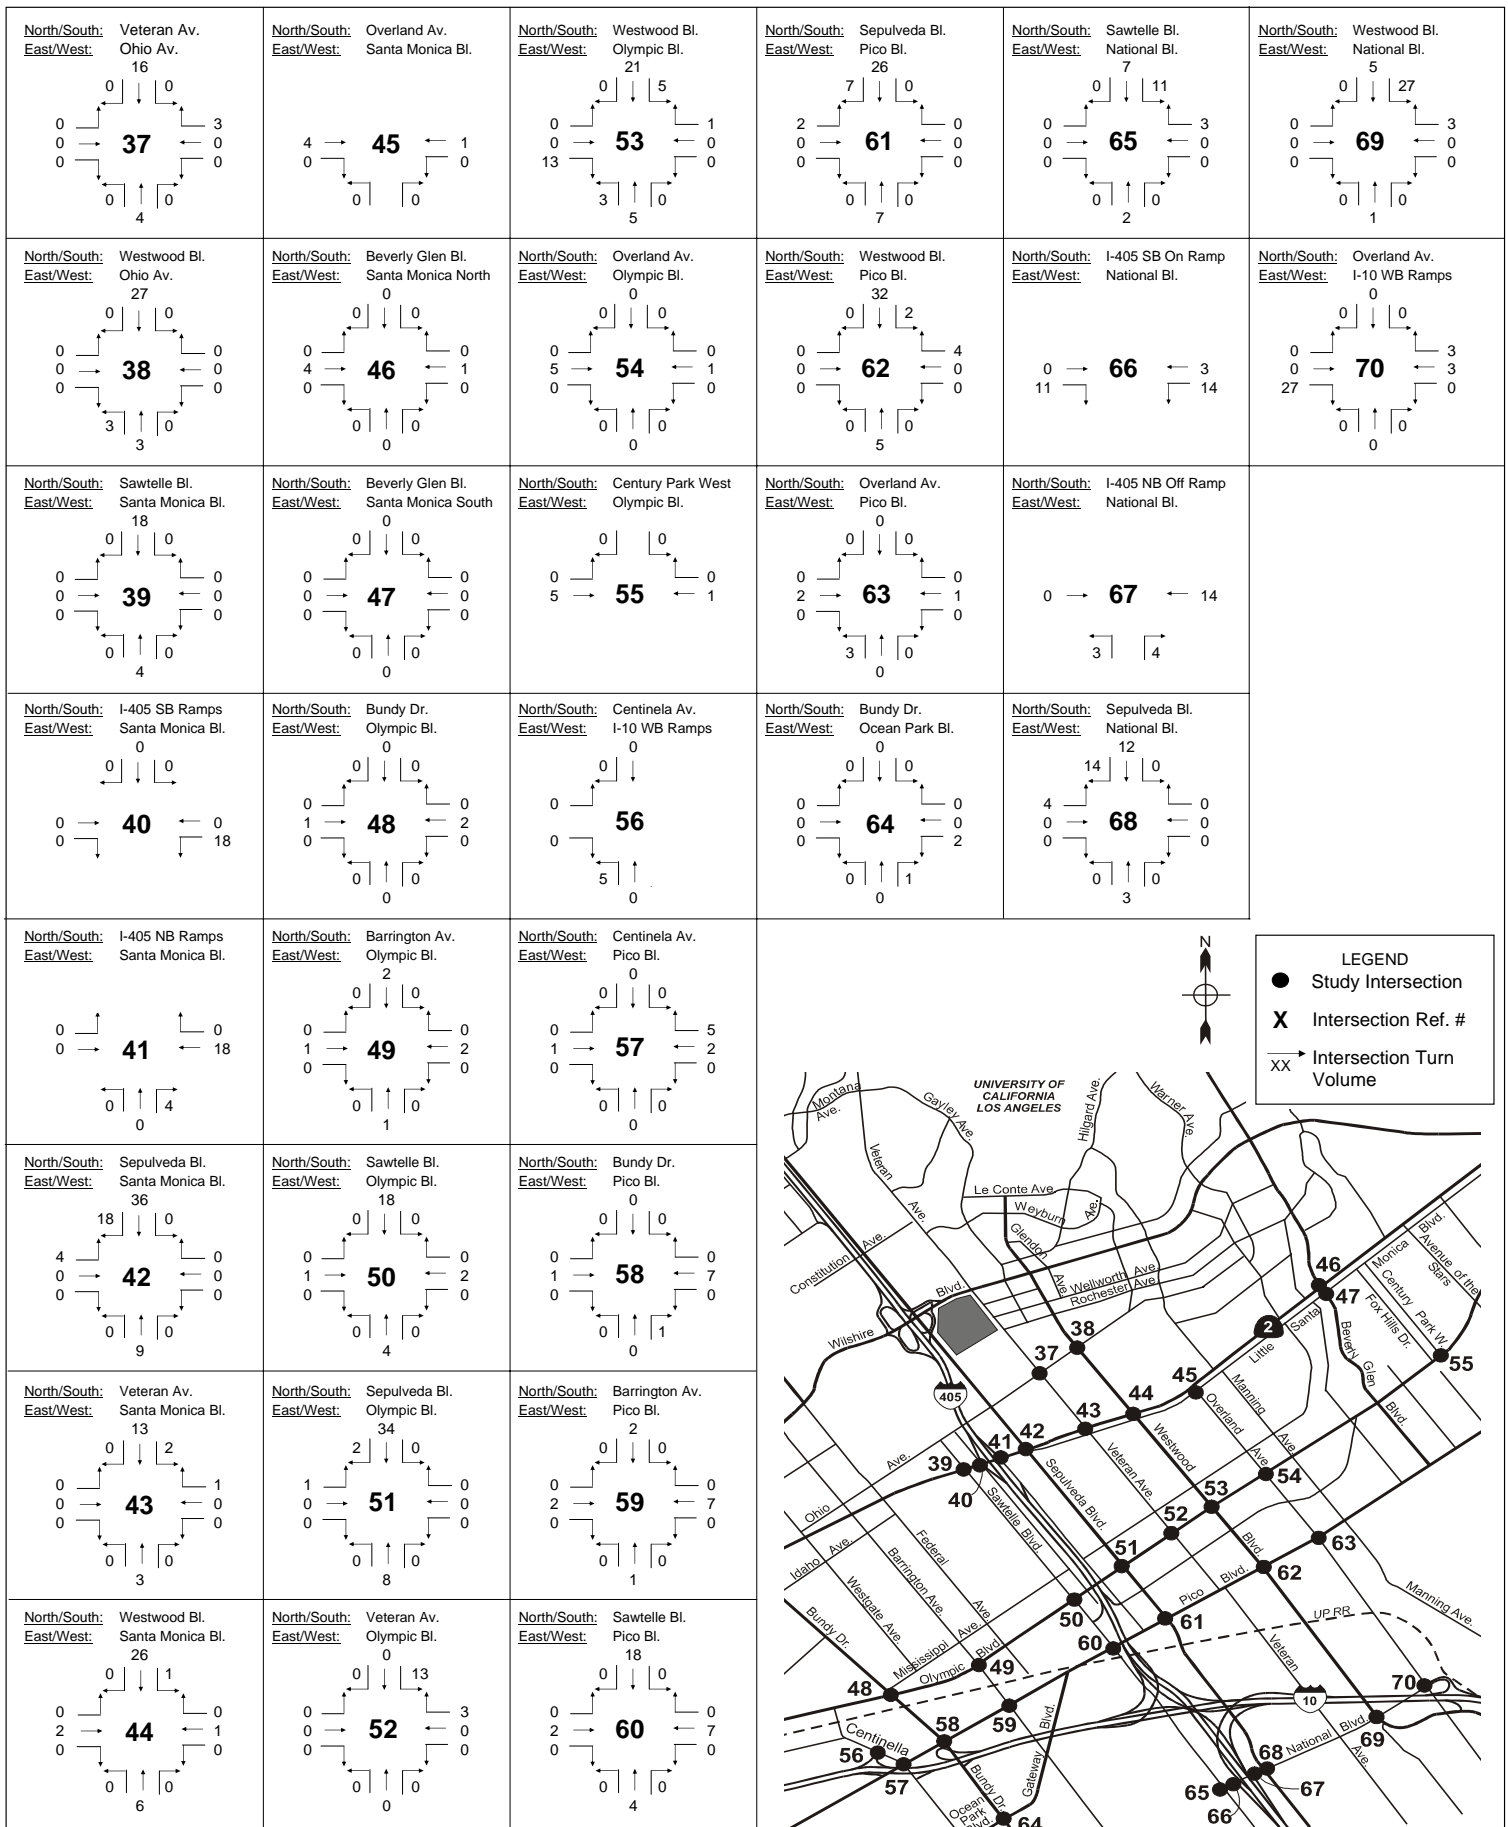 North/South: Veteran Av.
East/West: Ohio Av.
16
0 0
0 3
0 37 0
0 0
0 0
4
North/South: Overland Av.
East/West: Santa Monica Bl.
4 45 1
0 0
0 0
North/South: Westwood Bl.
East/West: Olympic Bl.
21
0 5
0 1
0 53 0
13 0
3 0
5
North/South: Sepulveda Bl.
East/West: Pico Bl.
26
7 0
2 0
0 61 0
0 0
0 0
7
North/South: Sawtelle Bl.
East/West: National Bl.
7
0 11
0 3
0 65 0
0 0
0 0
2
North/South: Westwood Bl.
East/West: National Bl.
5
0 27
0 3
0 69 0
0 0
0 0
1
North/South: Westwood Bl.
East/West: Ohio Av.
27
0 0
0 0
0 38 0
0 0
3 0
3
North/South: Beverly Glen Bl.
East/West: Santa Monica North
0
0 0
0 0
4 46 1
0 0
0 0
0
North/South: Overland Av.
East/West: Olympic Bl.
0
0 0
0 0
5 54 1
0 0
0 0
0
North/South: Westwood Bl.
East/West: Pico Bl.
32
0 2
0 4
0 62 0
0 0
0 0
5
North/South: I-405 SB On Ramp
East/West: National Bl.
0 66 3
11 14
North/South: Overland Av.
East/West: I-10 WB Ramps
0
0 0
0 3
0 70 3
27 0
0 0
0
North/South: Sawtelle Bl.
East/West: Santa Monica Bl.
18
0 0
0 0
0 39 0
0 0
0 0
4
North/South: Beverly Glen Bl.
East/West: Santa Monica South
0
0 0
0 0
0 47 0
0 0
0 0
0
North/South: Century Park West
East/West: Olympic Bl.
0 0
0 0
5 55 1
North/South: Overland Av.
East/West: Pico Bl.
0
0 0
0 0
2 63 1
0 0
3 0
0
North/South: I-405 NB Off Ramp
East/West: National Bl.
0 67 14
3 4
North/South: I-405 SB Ramps
East/West: Santa Monica Bl.
0
0 0
0 40 0
0 18
North/South: Bundy Dr.
East/West: Olympic Bl.
0
0 0
0 0
1 48 2
0 0
0 0
0
North/South: Centinela Av.
East/West: I-10 WB Ramps
0
0 0
0
56
0
5
0
North/South: Bundy Dr.
East/West: Ocean Park Bl.
0
0 0
0 0
0 64 0
0 2
0 1
0
North/South: Sepulveda Bl.
East/West: National Bl.
12
14 0
4 0
0 68 0
0 0
0 0
3
North/South: I-405 NB Ramps
East/West: Santa Monica Bl.
0 0
0 41 18
0 4
0
North/South: Barrington Av.
East/West: Olympic Bl.
2
0 0
0 0
1 49 2
0 0
0 0
1
North/South: Centinela Av.
East/West: Pico Bl.
0
0 0
0 5
1 57 2
0 0
0 0
0
North/South: Sepulveda Bl.
East/West: Santa Monica Bl.
36
18 0
4 0
0 42 0
0 0
0 0
9
North/South: Sawtelle Bl.
East/West: Olympic Bl.
18
0 0
0 0
1 50 2
0 0
0 0
4
North/South: Bundy Dr.
East/West: Pico Bl.
0
0 0
0 0
1 58 7
0 0
0 1
0
North/South: Veteran Av.
East/West: Santa Monica Bl.
13
0 2
0 1
0 43 0
0 0
0 0
3
North/South: Sepulveda Bl.
East/West: Olympic Bl.
34
2 0
1 0
0 51 0
0 0
0 0
8
North/South: Barrington Av.
East/West: Pico Bl.
2
0 0
0 0
2 59 7
0 0
0 0
1
North/South: Westwood Bl.
East/West: Santa Monica Bl.
26
0 1
0 0
2 44 1
0 0
0 0
6
North/South: Veteran Av.
East/West: Olympic Bl.
0
0 13
0 3
0 52 0
0 0
0 0
0
North/South: Sawtelle Bl.
East/West: Pico Bl.
18
0 0
0 0
2 60 7
0 0
0 0
4
N
LEGEND
Study Intersection
X Intersection Ref. #
XX Intersection Turn
Volume
UNIVERSITY OF
CALIFORNIA
LOS ANGELES
Montana
Ave.
Gayley Ave.
Hilgard Ave.
Warner Ave.
Veteran
Ave.
Le Conte Ave.
Weyburn
Ave.
Glendon
Ave.
Constitution Ave.
Wellworth Ave.
Rochester Ave.
Wilshire
Blvd.
Monica
Blvd.
Avenue of the
Stars
Century
Park W.
Fox Hills Dr.
46
47
2
Santa
Little
Beverly
Glen
Blvd.
55
38
37
405
45
44
43
42
41
39
40
Overland
Ave.
Manning
Ave.
Westwood
Blvd.
Veteran Ave.
Sepulveda Blvd.
Sawtelle Blvd.
Ohio
Ave.
Idaho Ave.
54
53
52
51
50
63
62
61
60
Pico
Blvd.
Federal
Ave.
Barrington Ave.
Westgate Ave.
Bundy Dr.
Mississippi Ave.
Olympic
Blvd.
UP RR
Manning Ave.
Veteran
Ave.
49
48
59
58
56
57
Centinella
Bundy Dr.
Gateway
Blvd.
Ocean
Park
Blvd.
64
10
70
69
National
Blvd.
68
67
65
66